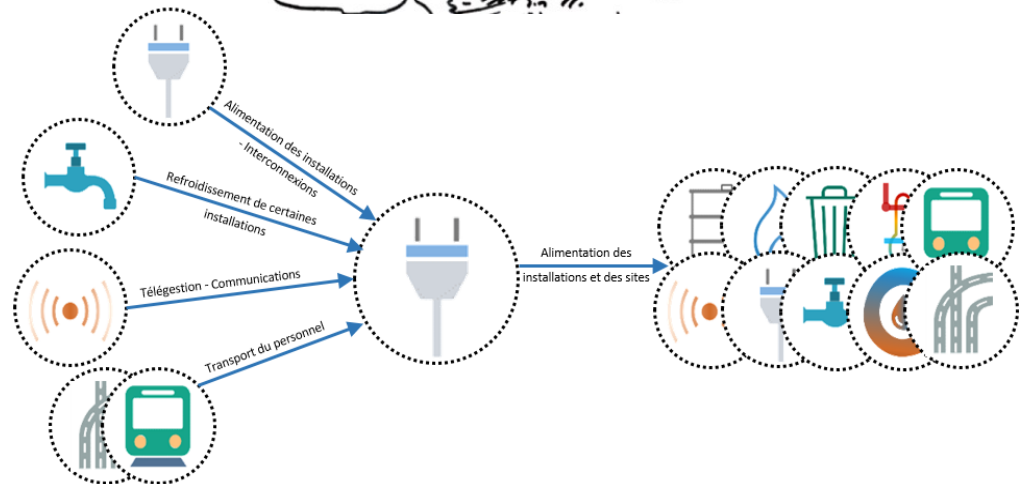 Alimentation des installations
- Interconnexions
Refroidissement de certaines
installations
Télégestion - Communications
Transport du personnel
Alimentation des
installations et des sites